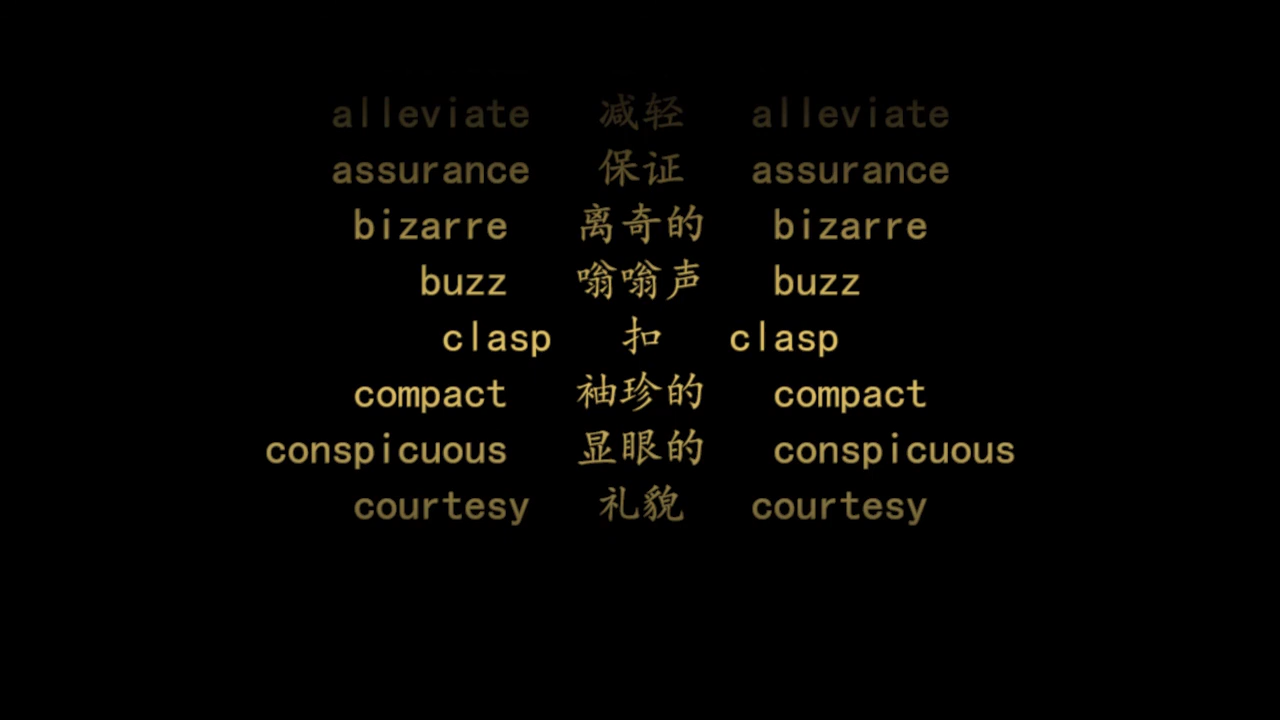 alleviate 减轻 alleviate
assurance 保证 assurance
bizarre 离奇的 bizarre
buzz 嗡嗡声 buzz
clasp 扣 clasp
compact 袖珍的 compact
conspicuous 显眼的 conspicuous
courtesy 礼貌 courtesy